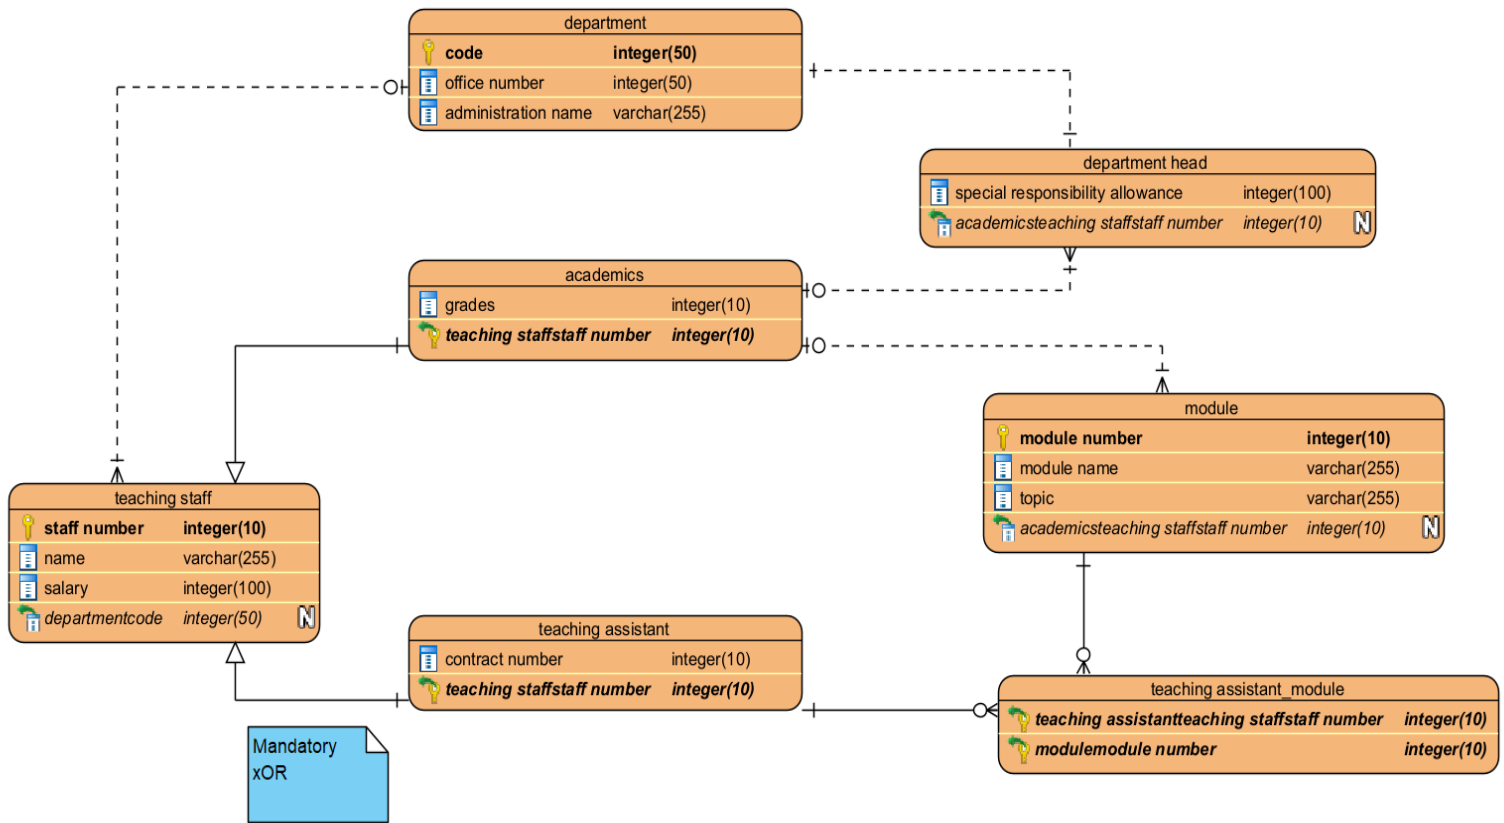 department
code integer(50)
office number integer(50)
administration name varchar(255)
department head
special responsibility allowance integer(100)
academicsteaching staffstaff number integer(10) N
academics
grades integer(10)
teaching staffstaff number integer(10)
module
module number integer(10)
module name varchar(255)
topic varchar(255)
academicsteaching staffstaff number integer(10) N
teaching staff
staff number integer(10)
name varchar(255)
salary integer(100)
departmentcode integer(50) N
teaching assistant
contract number integer(10)
teaching staffstaff number integer(10)
teaching assistant_module
teaching assistantteaching staffstaff number integer(10)
modulemodule number integer(10)
Mandatory
xOR